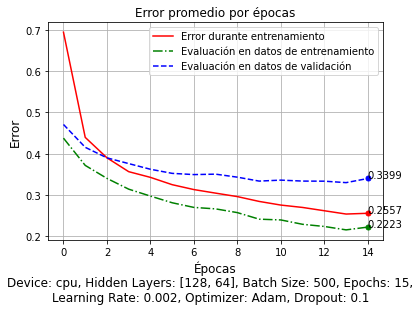 Error promedio por épocas
Error durante entrenamiento
Evaluación en datos de entrenamiento
Evaluación en datos de validación
Error
0.7
0.6
0.5
0.4
0.3
0.2
0.3399
0.2557
0.2223
0 2 4 6 8 10 12 14
Épocas
Device: cpu, Hidden Layers: [128, 64], Batch Size: 500, Epochs: 15,
Learning Rate: 0.002, Optimizer: Adam, Dropout: 0.1